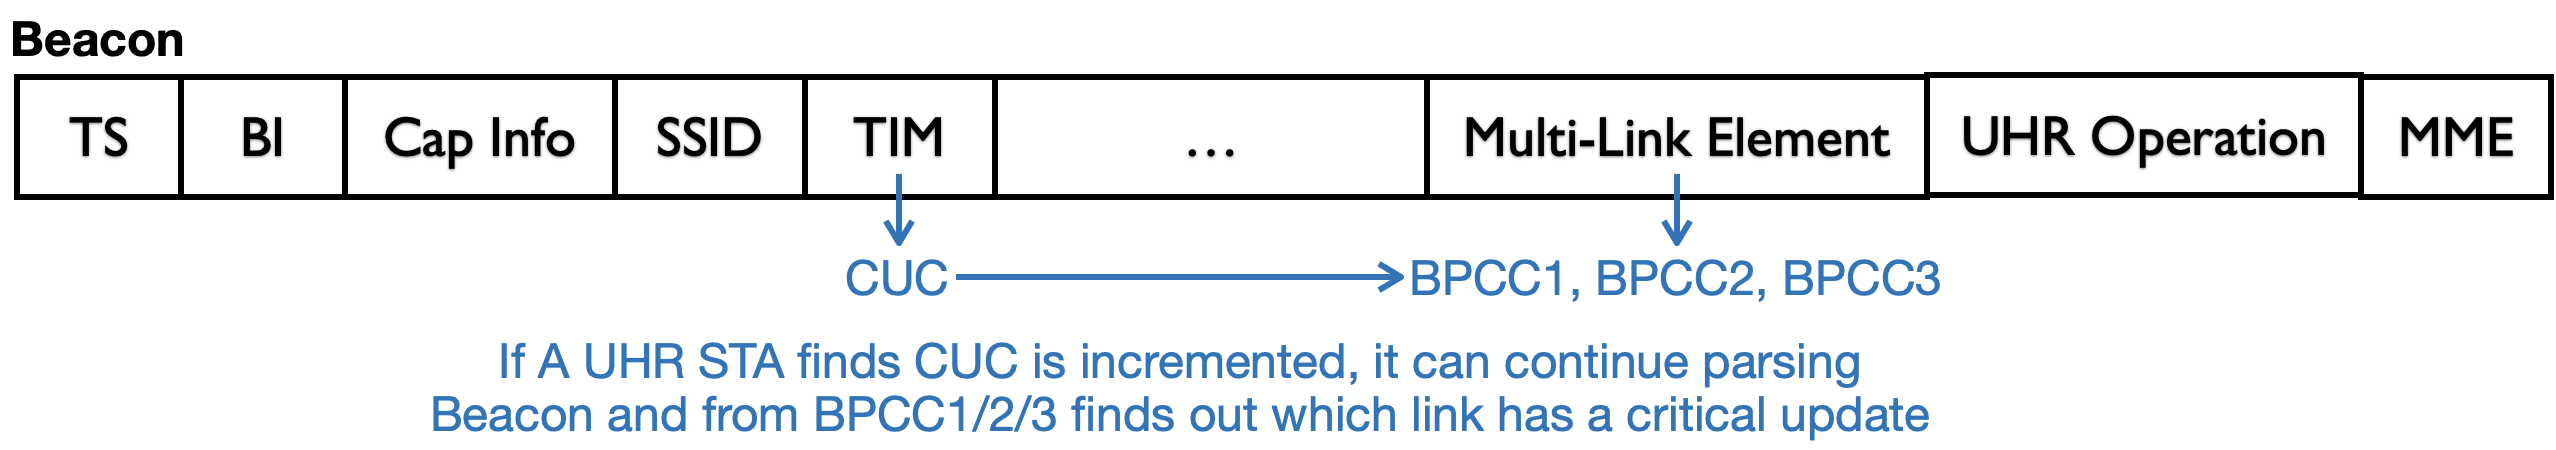 Beacon
TS BI Cap Info SSID TIM ... Multi-Link Element UHR Operation MME
CUC BPCC1, BPCC2, BPCC3
If A UHR STA finds CUC is incremented, it can continue parsing
Beacon and from BPCC1/2/3 finds out which link has a critical update